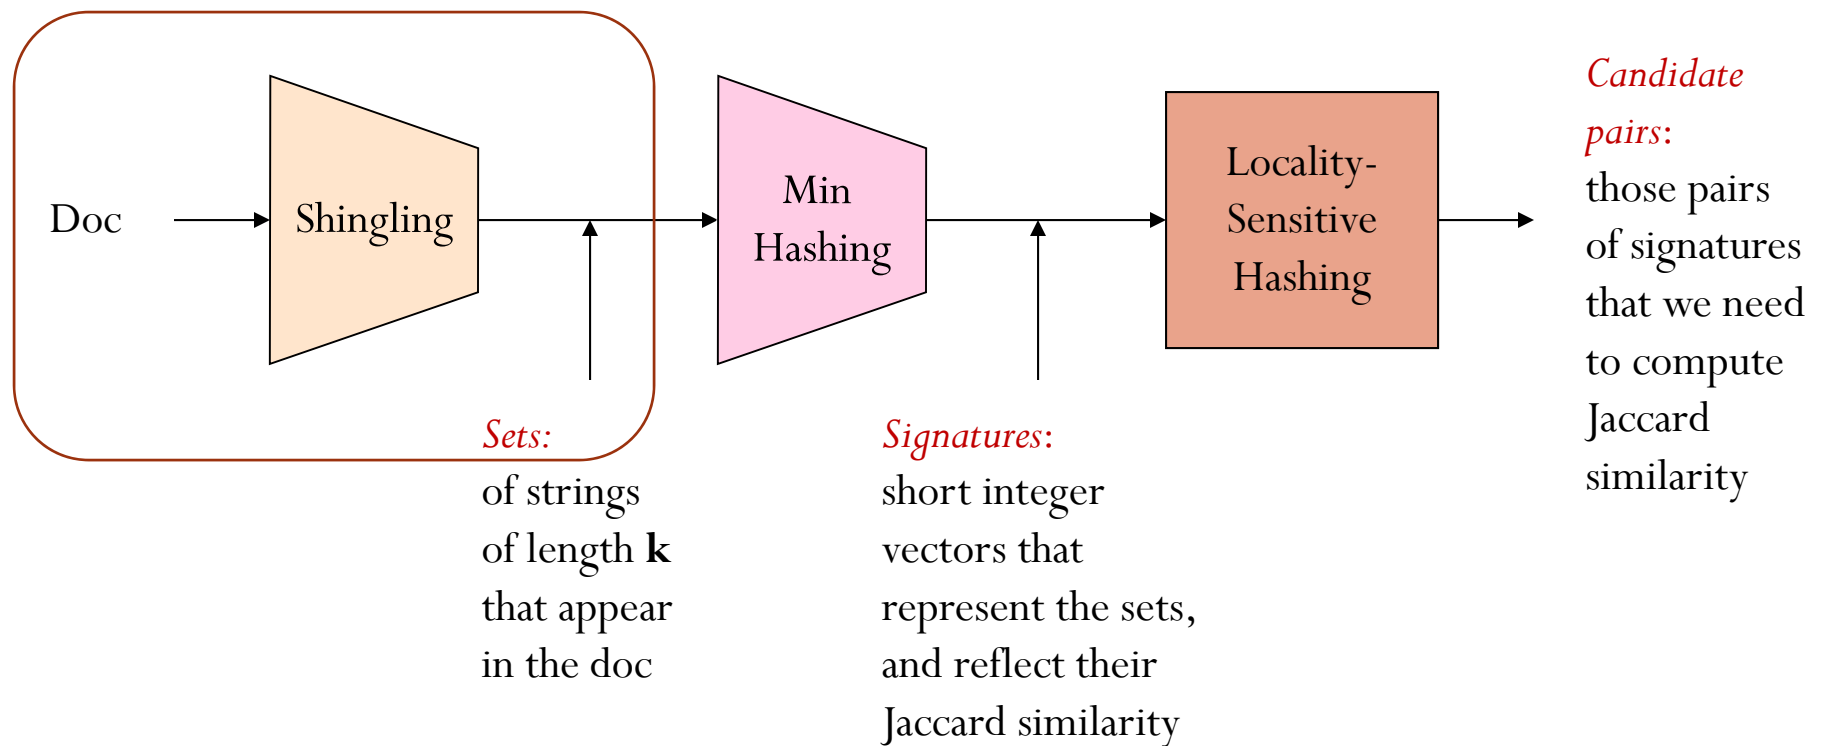 Doc
Shingling
Min
Hashing
Locality-
Sensitive
Hashing
Candidate
pairs:
those pairs
of signatures
that we need
to compute
Jaccard
similarity
Sets:
of strings
of length k
that appear
in the doc
Signatures:
short integer
vectors that
represent the sets,
and reflect their
Jaccard similarity